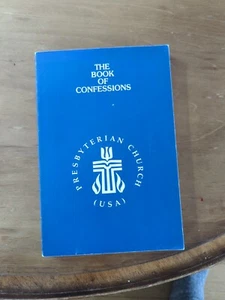 THE
BOOK
OF
CONFESSIONS
PRESBYTERIAN CHURCH
(USA)